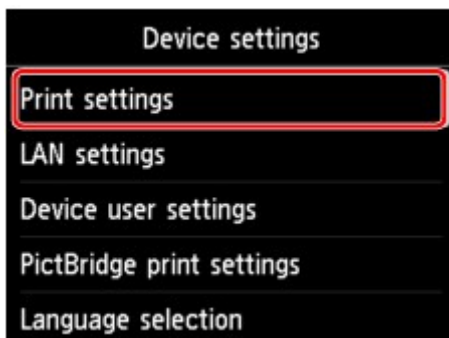 Device settings
Print settings
LAN settings
Device user settings
PictBridge print settings
Language selection